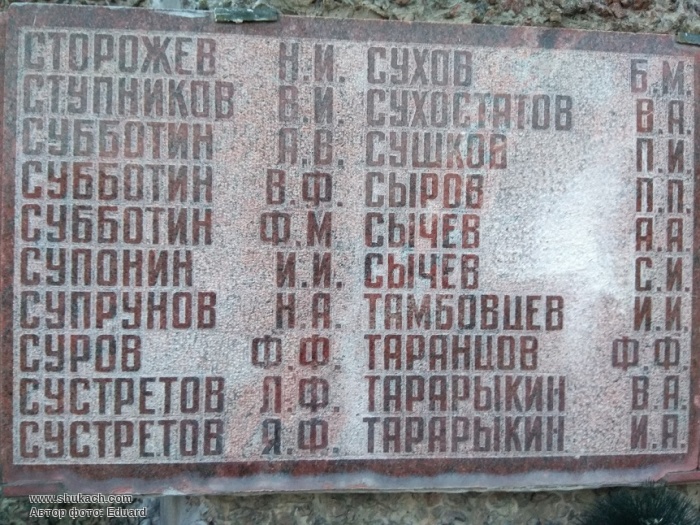 СТОРОЖЕВ Н.И.
СТУПНИКОВ В.И.
СУББОТИН А.В.
СУББОТИН В.Ф.
СУББОТИН Ф.М
СУПОНИН И.И.
СУПРУНОВ Н.А.
СУРОВ Ф.Ф.
СУСТРЕТОВ Л.Ф.
СУСТРЕТОВ Я.Ф.
СУХОВ Б.М
СУХОСТАТОВ В.А
СУШКОВ П.И
СЫРОВ П.П.
СЫЧЕВ А.А
СЫЧЕВ С.И.
ТАМБОВЦЕВ И.И.
ТАРАНЦОВ Ф.Ф.
ТАРАРЫКИН В.А.
ТАРАРЫКИН И.А.
www.shukach.com
Автор фото: Eduard